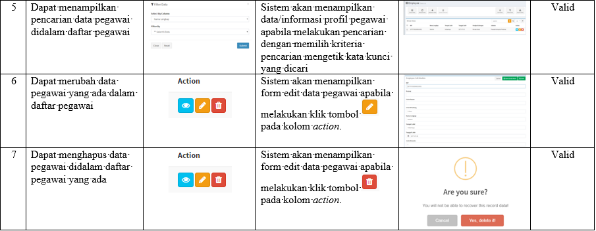 5
Dapat menampilkan
pencarian data pegawai
didalam daftar pegawai
Sistem akan menampilkan
data/informasi profil pegawai
apabila melakukan pencarian
dengan memilih kriteria
pencarian mengetik kata kunci
yang dicari
Valid
6
Dapat merubah data
pegawai yang ada dalam
daftar pegawai
Action
Sistem akan menampilkan
form edit data pegawai apabila
melakukan klik tombol
pada kolom action.
Valid
7
Dapat menghapus data
pegawai didalam daftar
pegawai yang ada
Action
Sistem akan menampilkan
form edit data pegawai apabila
melakukan klik tombol
pada kolom action.
Are you sure?
You will not be able to recover this record data!
Cancel
Yes, delete it!
Valid